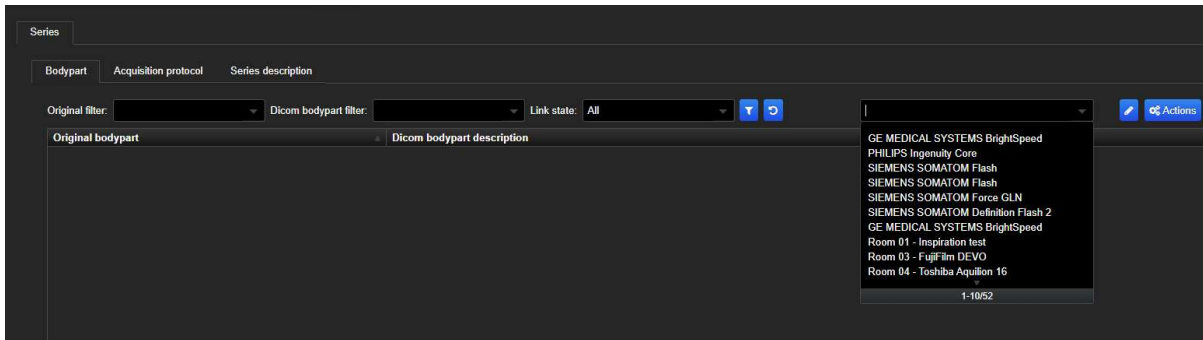 Series
Bodypart Acquisition protocol Series description
Original filter: Dicom bodypart filter: Link state: All Actions
Original bodypart Dicom bodypart description
GE MEDICAL SYSTEMS BrightSpeed
PHILIPS Ingenuity Core
SIEMENS SOMATOM Flash
SIEMENS SOMATOM Flash
SIEMENS SOMATOM Force GLN
SIEMENS SOMATOM Definition Flash 2
GE MEDICAL SYSTEMS BrightSpeed
Room 01 - Inspiration test
Room 03 - FujiFilm DEVO
Room 04 - Toshiba Aquilion 16
1-10/52